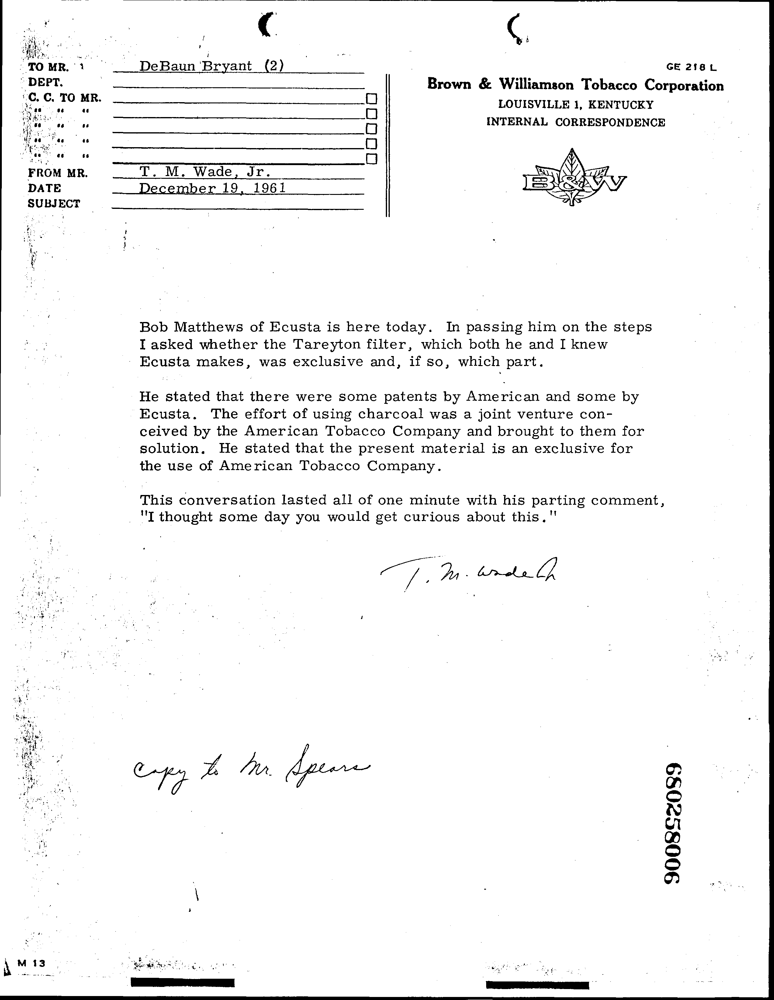 TO MR. DeBaun Bryant (2)
DEPT.
C. C. TO MR.
" " "
" " "
" " "
" " "
FROM MR. T. M. Wade, Jr.
DATE December 19, 1961
SUBJECT
GE 218 L
Brown & Williamson Tobacco Corporation
LOUISVILLE 1, KENTUCKY
INTERNAL CORRESPONDENCE
B & W
Bob Matthews of Ecusta is here today. In passing him on the steps
I asked whether the Tareyton filter, which both he and I knew
Ecusta makes, was exclusive and, if so, which part.
He stated that there were some patents by American and some by
Ecusta. The effort of using charcoal was a joint venture con-
ceived by the American Tobacco Company and brought to them for
solution. He stated that the present material is an exclusive for
the use of American Tobacco Company.
This conversation lasted all of one minute with his parting comment,
"I thought some day you would get curious about this."
T. M. Wade Jr
Copy to Mr. Spears
680258006
M 13